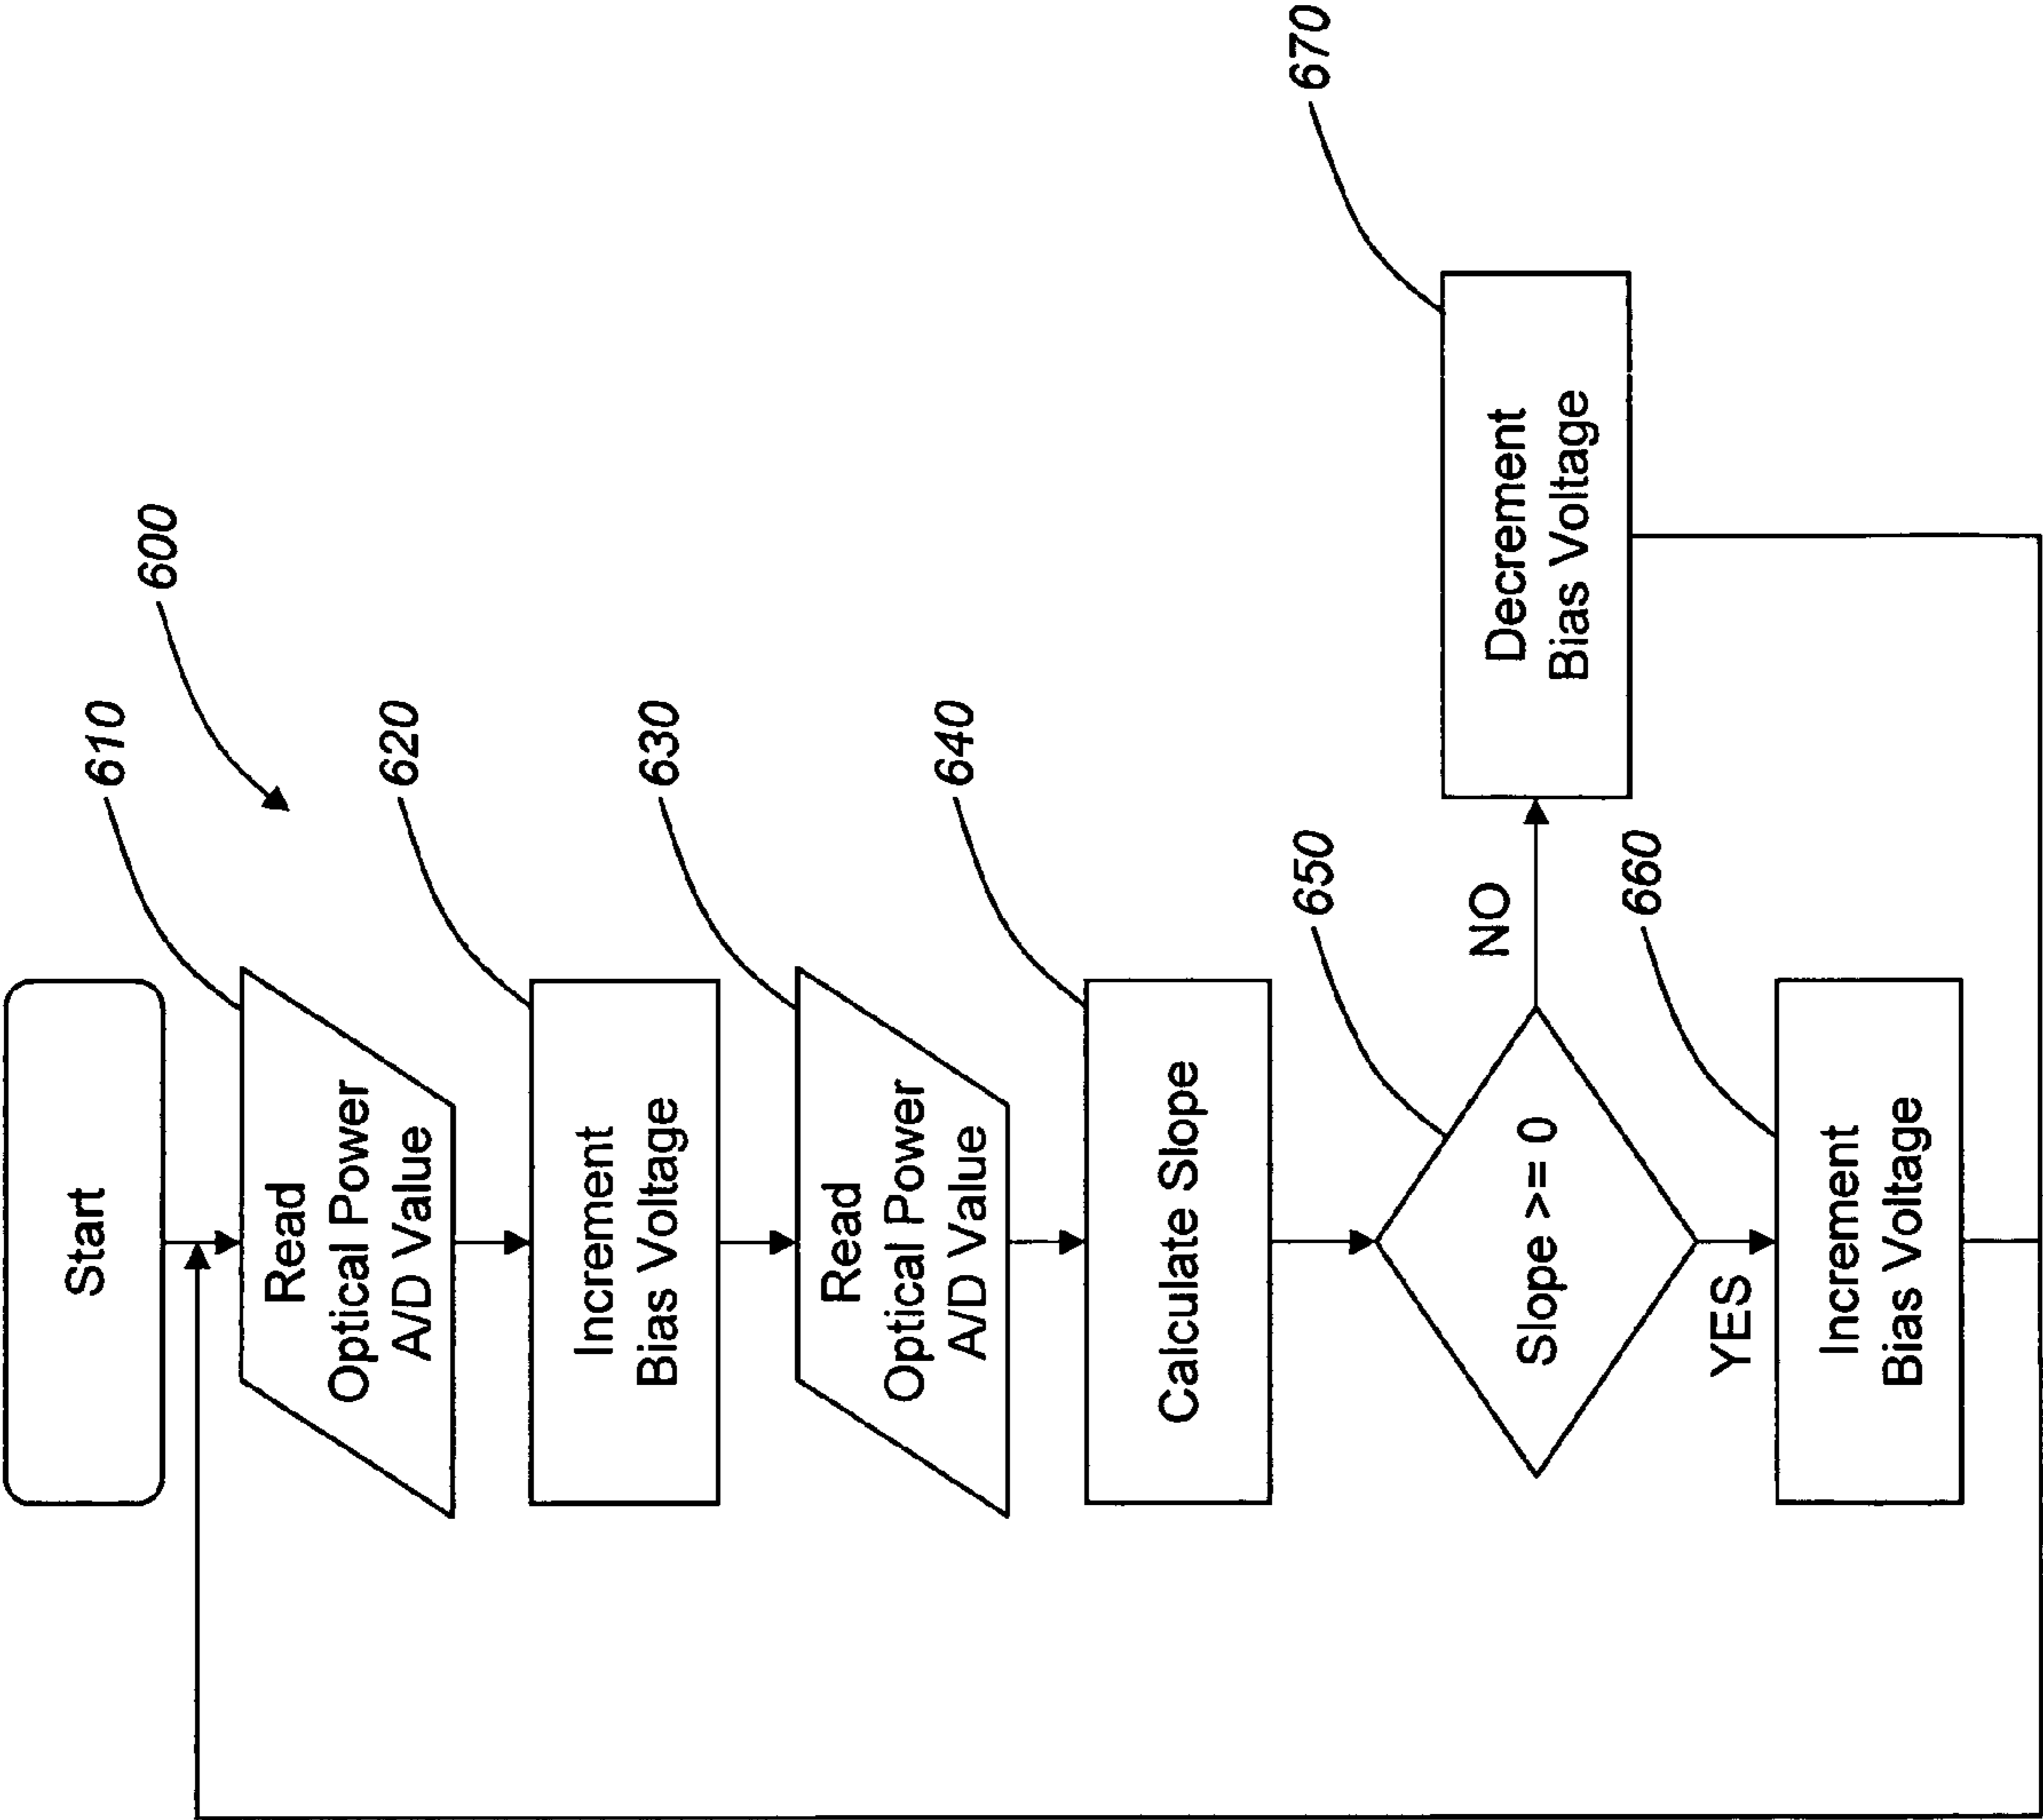 Start
600
610
Read
Optical Power
A/D Value
620
Increment
Bias Voltage
630
Read
Optical Power
A/D Value
640
Calculate Slope
650
Slope >= 0
NO
670
Decrement
Bias Voltage
YES
660
Increment
Bias Voltage